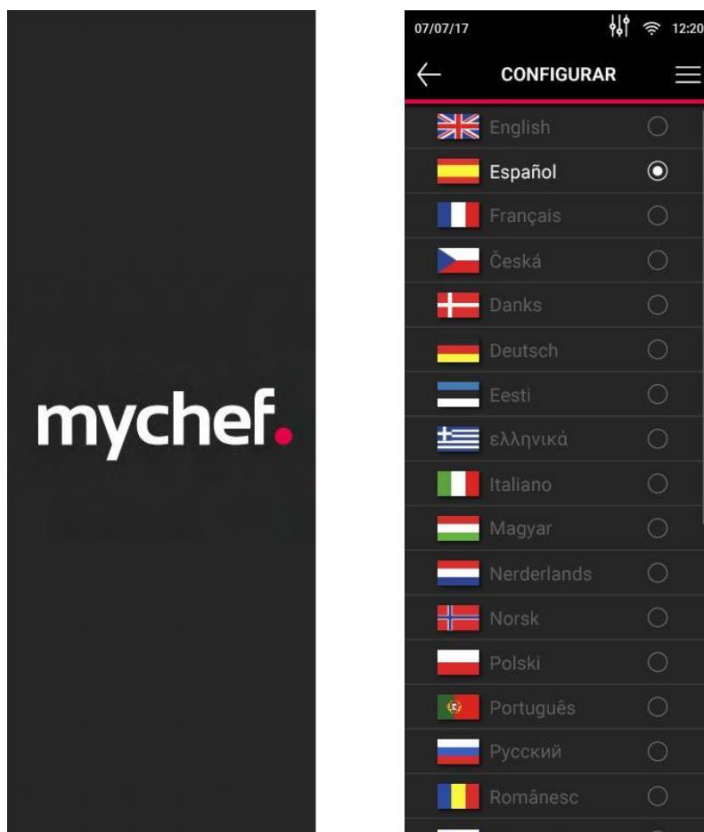 mychef.
07/07/17 12:20
CONFIGURAR
English
Español
Français
Česká
Danks
Deutsch
Eesti
ελληνικά
Italiano
Magyar
Nerderlands
Norsk
Polski
Português
Русский
Românesc